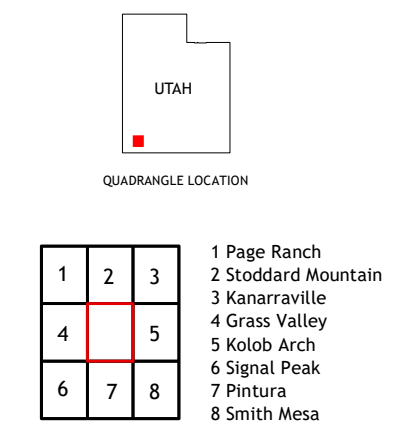 UTAH
QUADRANGLE LOCATION
1 2 3
4 5
6 7 8
1 Page Ranch
2 Stoddard Mountain
3 Kanarraville
4 Grass Valley
5 Kolob Arch
6 Signal Peak
7 Pintura
8 Smith Mesa